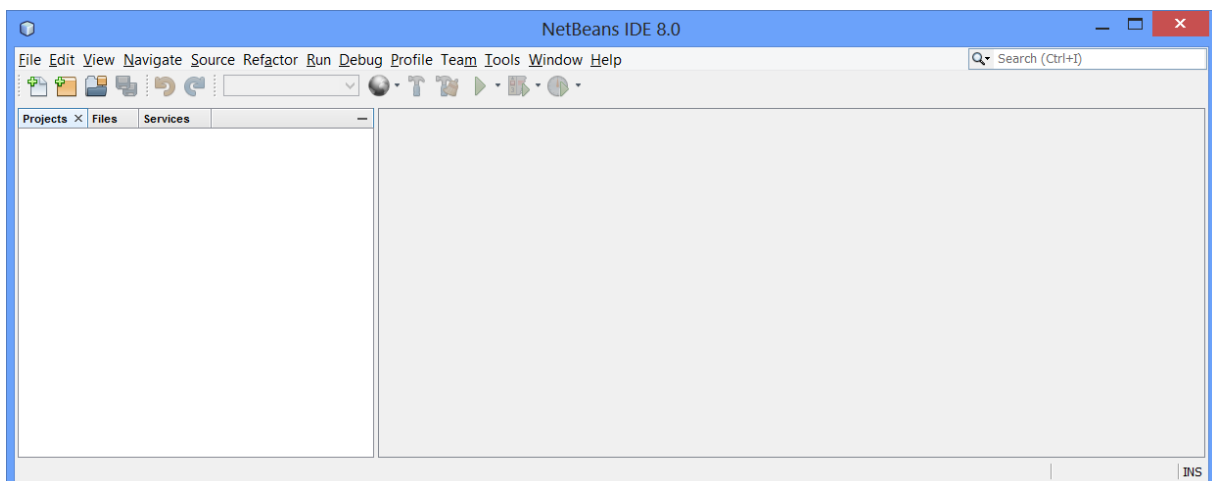 NetBeans IDE 8.0
File Edit View Navigate Source Refactor Run Debug Profile Team Tools Window Help
Search (Ctrl+I)
Projects Files Services
INS